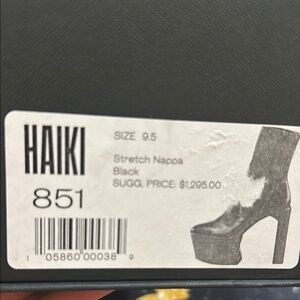 HAIKI
SIZE 9.5
Stretch Nappa
Black
SUGG. PRICE: $1,295.00
851
1 05860 00038 9